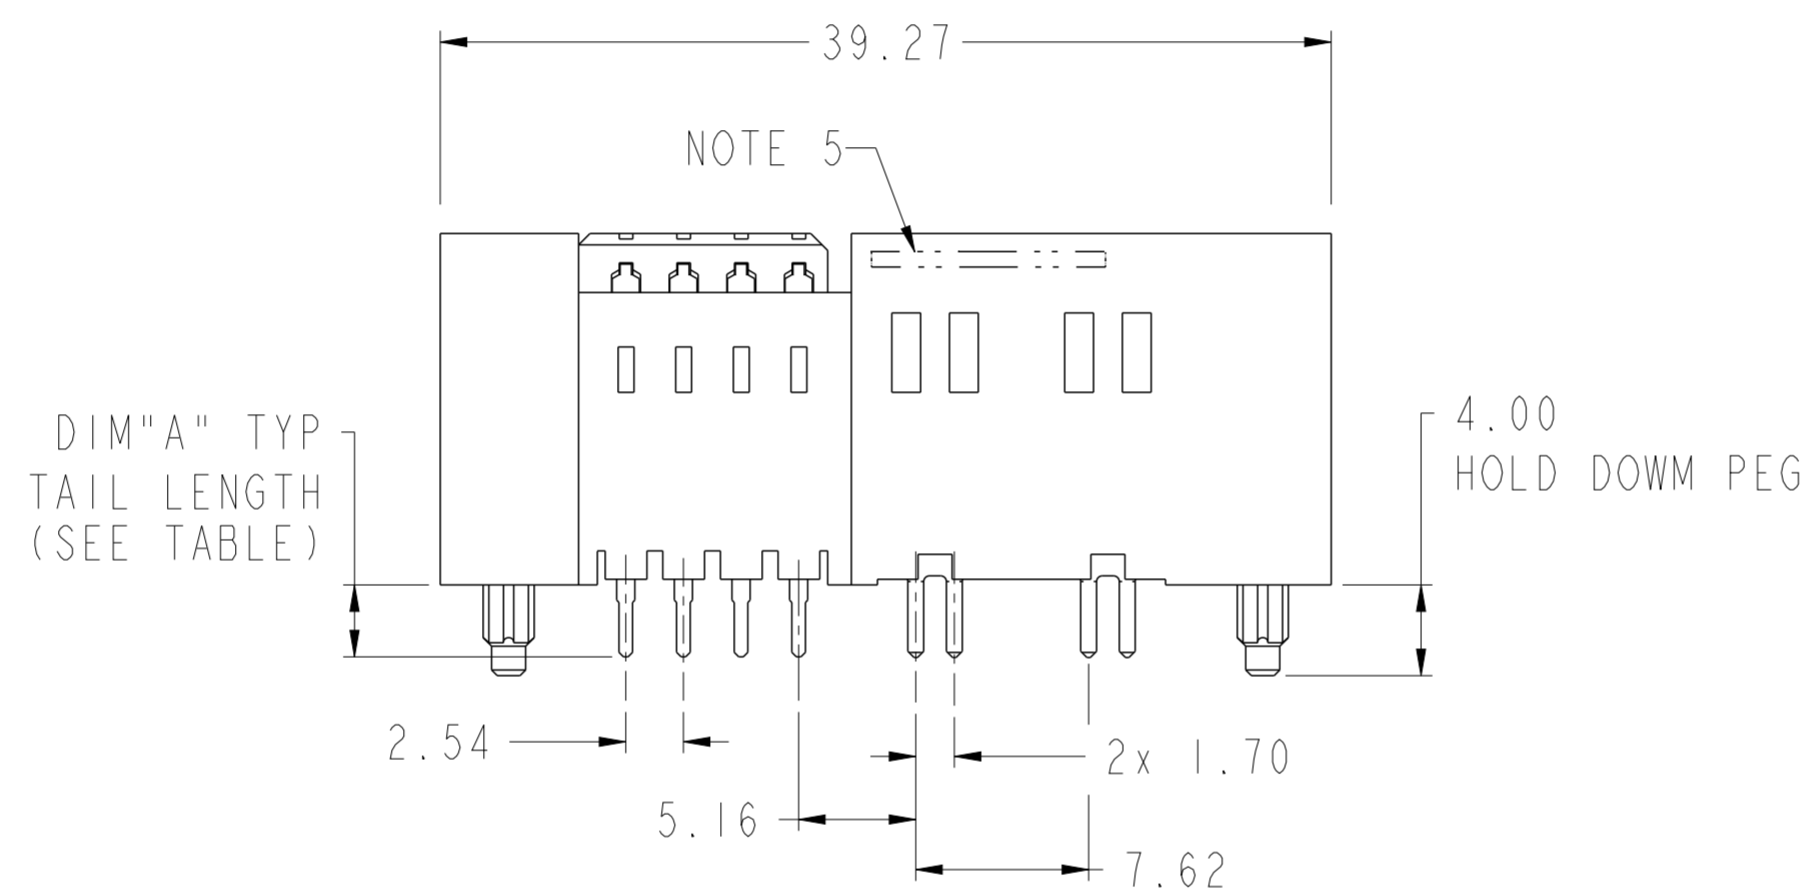 39.27
NOTE 5
DIM"A" TYP
TAIL LENGTH
(SEE TABLE)
4.00
HOLD DOWM PEG
2.54
2x 1.70
5.16
7.62